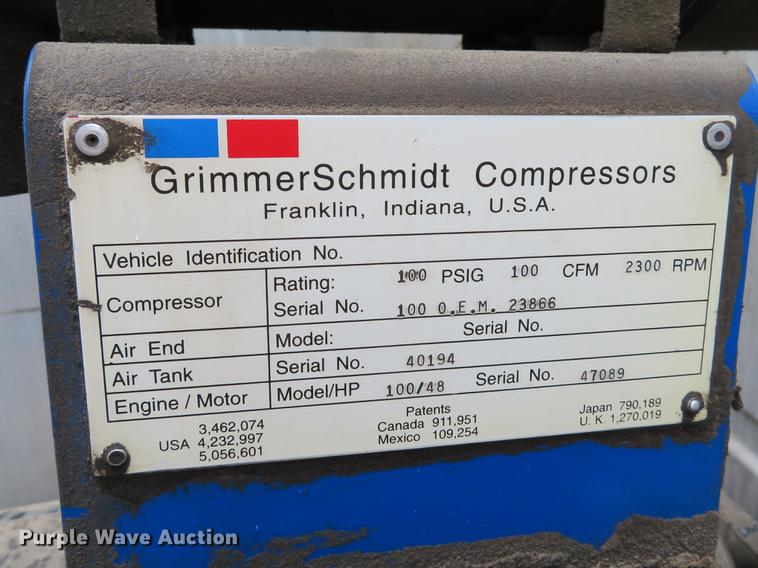 GrimmerSchmidt Compressors
Franklin, Indiana, U.S.A.
Vehicle Identification No.
Compressor
Rating: 100 PSIG 100 CFM 2300 RPM
Serial No. 100 O.E.M. 23866
Air End Model: Serial No.
Air Tank Serial No. 40194
Engine / Motor Model/HP 100/48 Serial No. 47089
Patents
USA 3,462,074
4,232,997
5,056,601
Canada 911,951
Mexico 109,254
Japan 790,189
U. K. 1,270,019
Purple Wave Auction